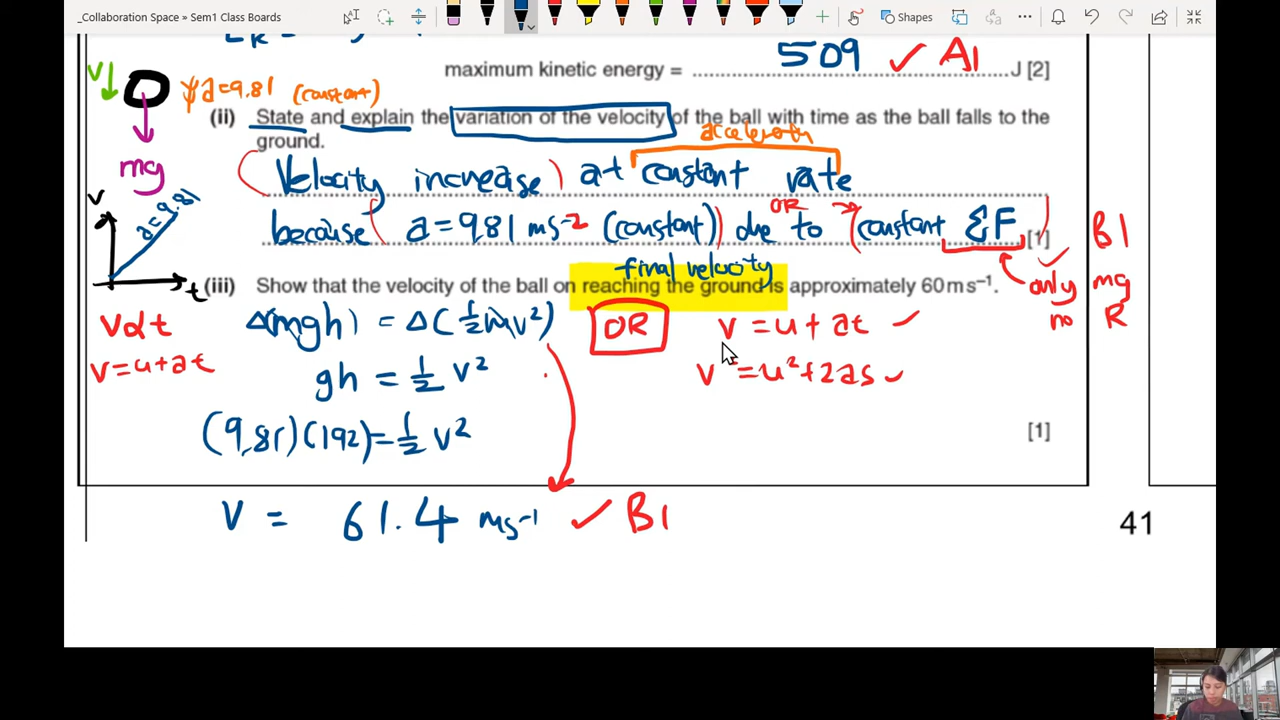 _Collaboration Space » Sem1 Class Boards
Shapes
509 ✓ A1
maximum kinetic energy = ........................................................J [2]
v↓
a=9.81 (constant)
mg
(ii) State and explain the variation of the velocity of the ball with time as the ball falls to the
ground.
Velocity increase) at constant rate
because (a = 9.81 ms-2 (constant)) due to (constant ΣF) [1] B1
OR
only mg
no R
v
a=9.81
t
v∝t
v=u+at
final velocity
(iii) Show that the velocity of the ball on reaching the ground is approximately 60 m s⁻¹.
Δ(mgh) = Δ(½mv²) OR v = u + at ✓
gh = ½ v² v² = u² + 2as ✓
(9.81)(192) = ½ v²
[1]
v = 61.4 ms⁻¹ ✓ B1
41